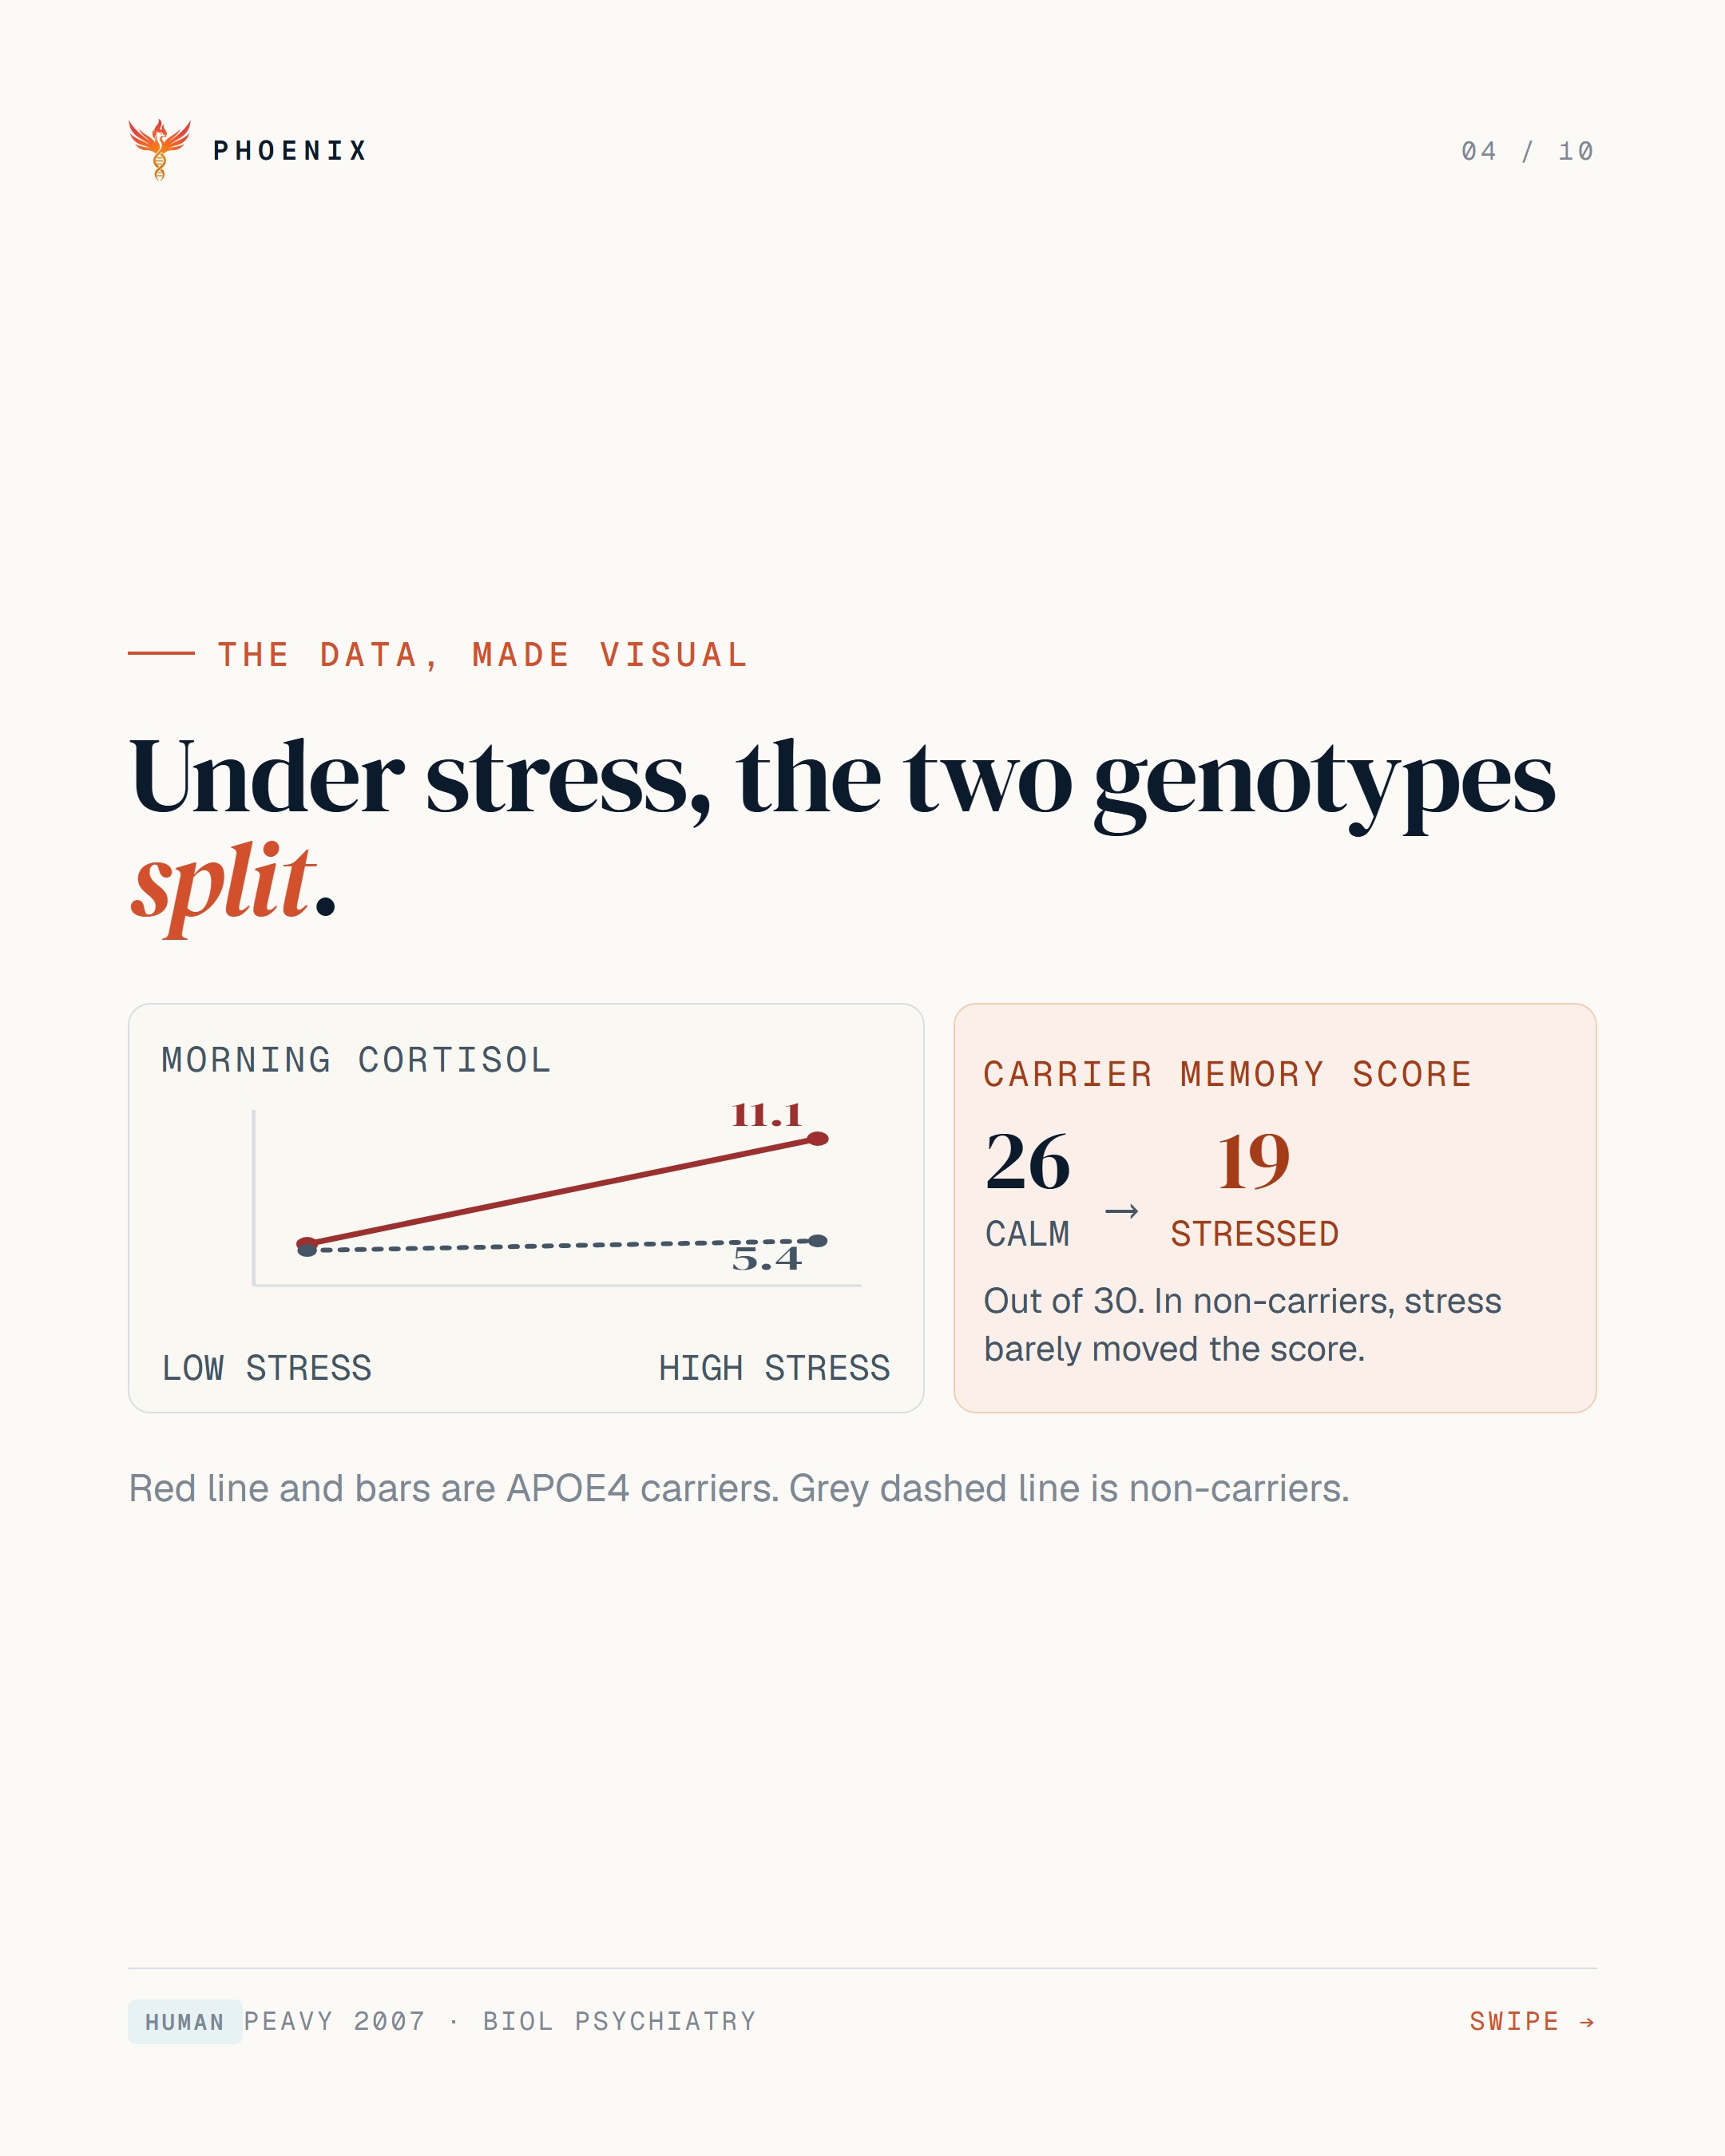 PHOENIX
04 / 10
THE DATA, MADE VISUAL
Under stress, the two genotypes
split.
MORNING CORTISOL
11.1
5.4
LOW STRESS
HIGH STRESS
CARRIER MEMORY SCORE
26
→
19
CALM
STRESSED
Out of 30. In non-carriers, stress
barely moved the score.
Red line and bars are APOE4 carriers. Grey dashed line is non-carriers.
HUMAN
PEAVY 2007 · BIOL PSYCHIATRY
SWIPE →